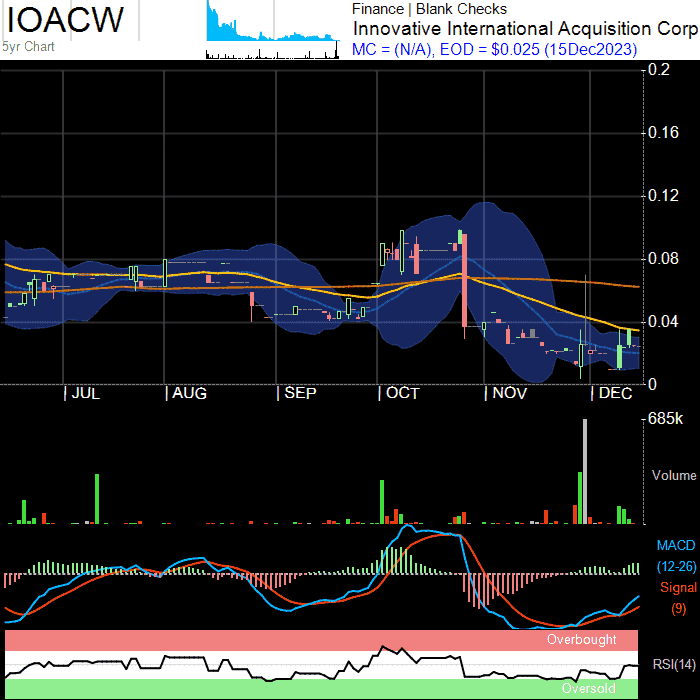 IOACW
5yr Chart
Finance | Blank Checks
Innovative International Acquisition Corp
MC = (N/A), EOD = $0.025 (15Dec2023)
0.2
0.16
0.12
0.08
0.04
0
JUL
AUG
SEP
OCT
NOV
DEC
685k
Volume
MACD
(12-26)
Signal
(9)
Overbought
RSI(14)
Oversold